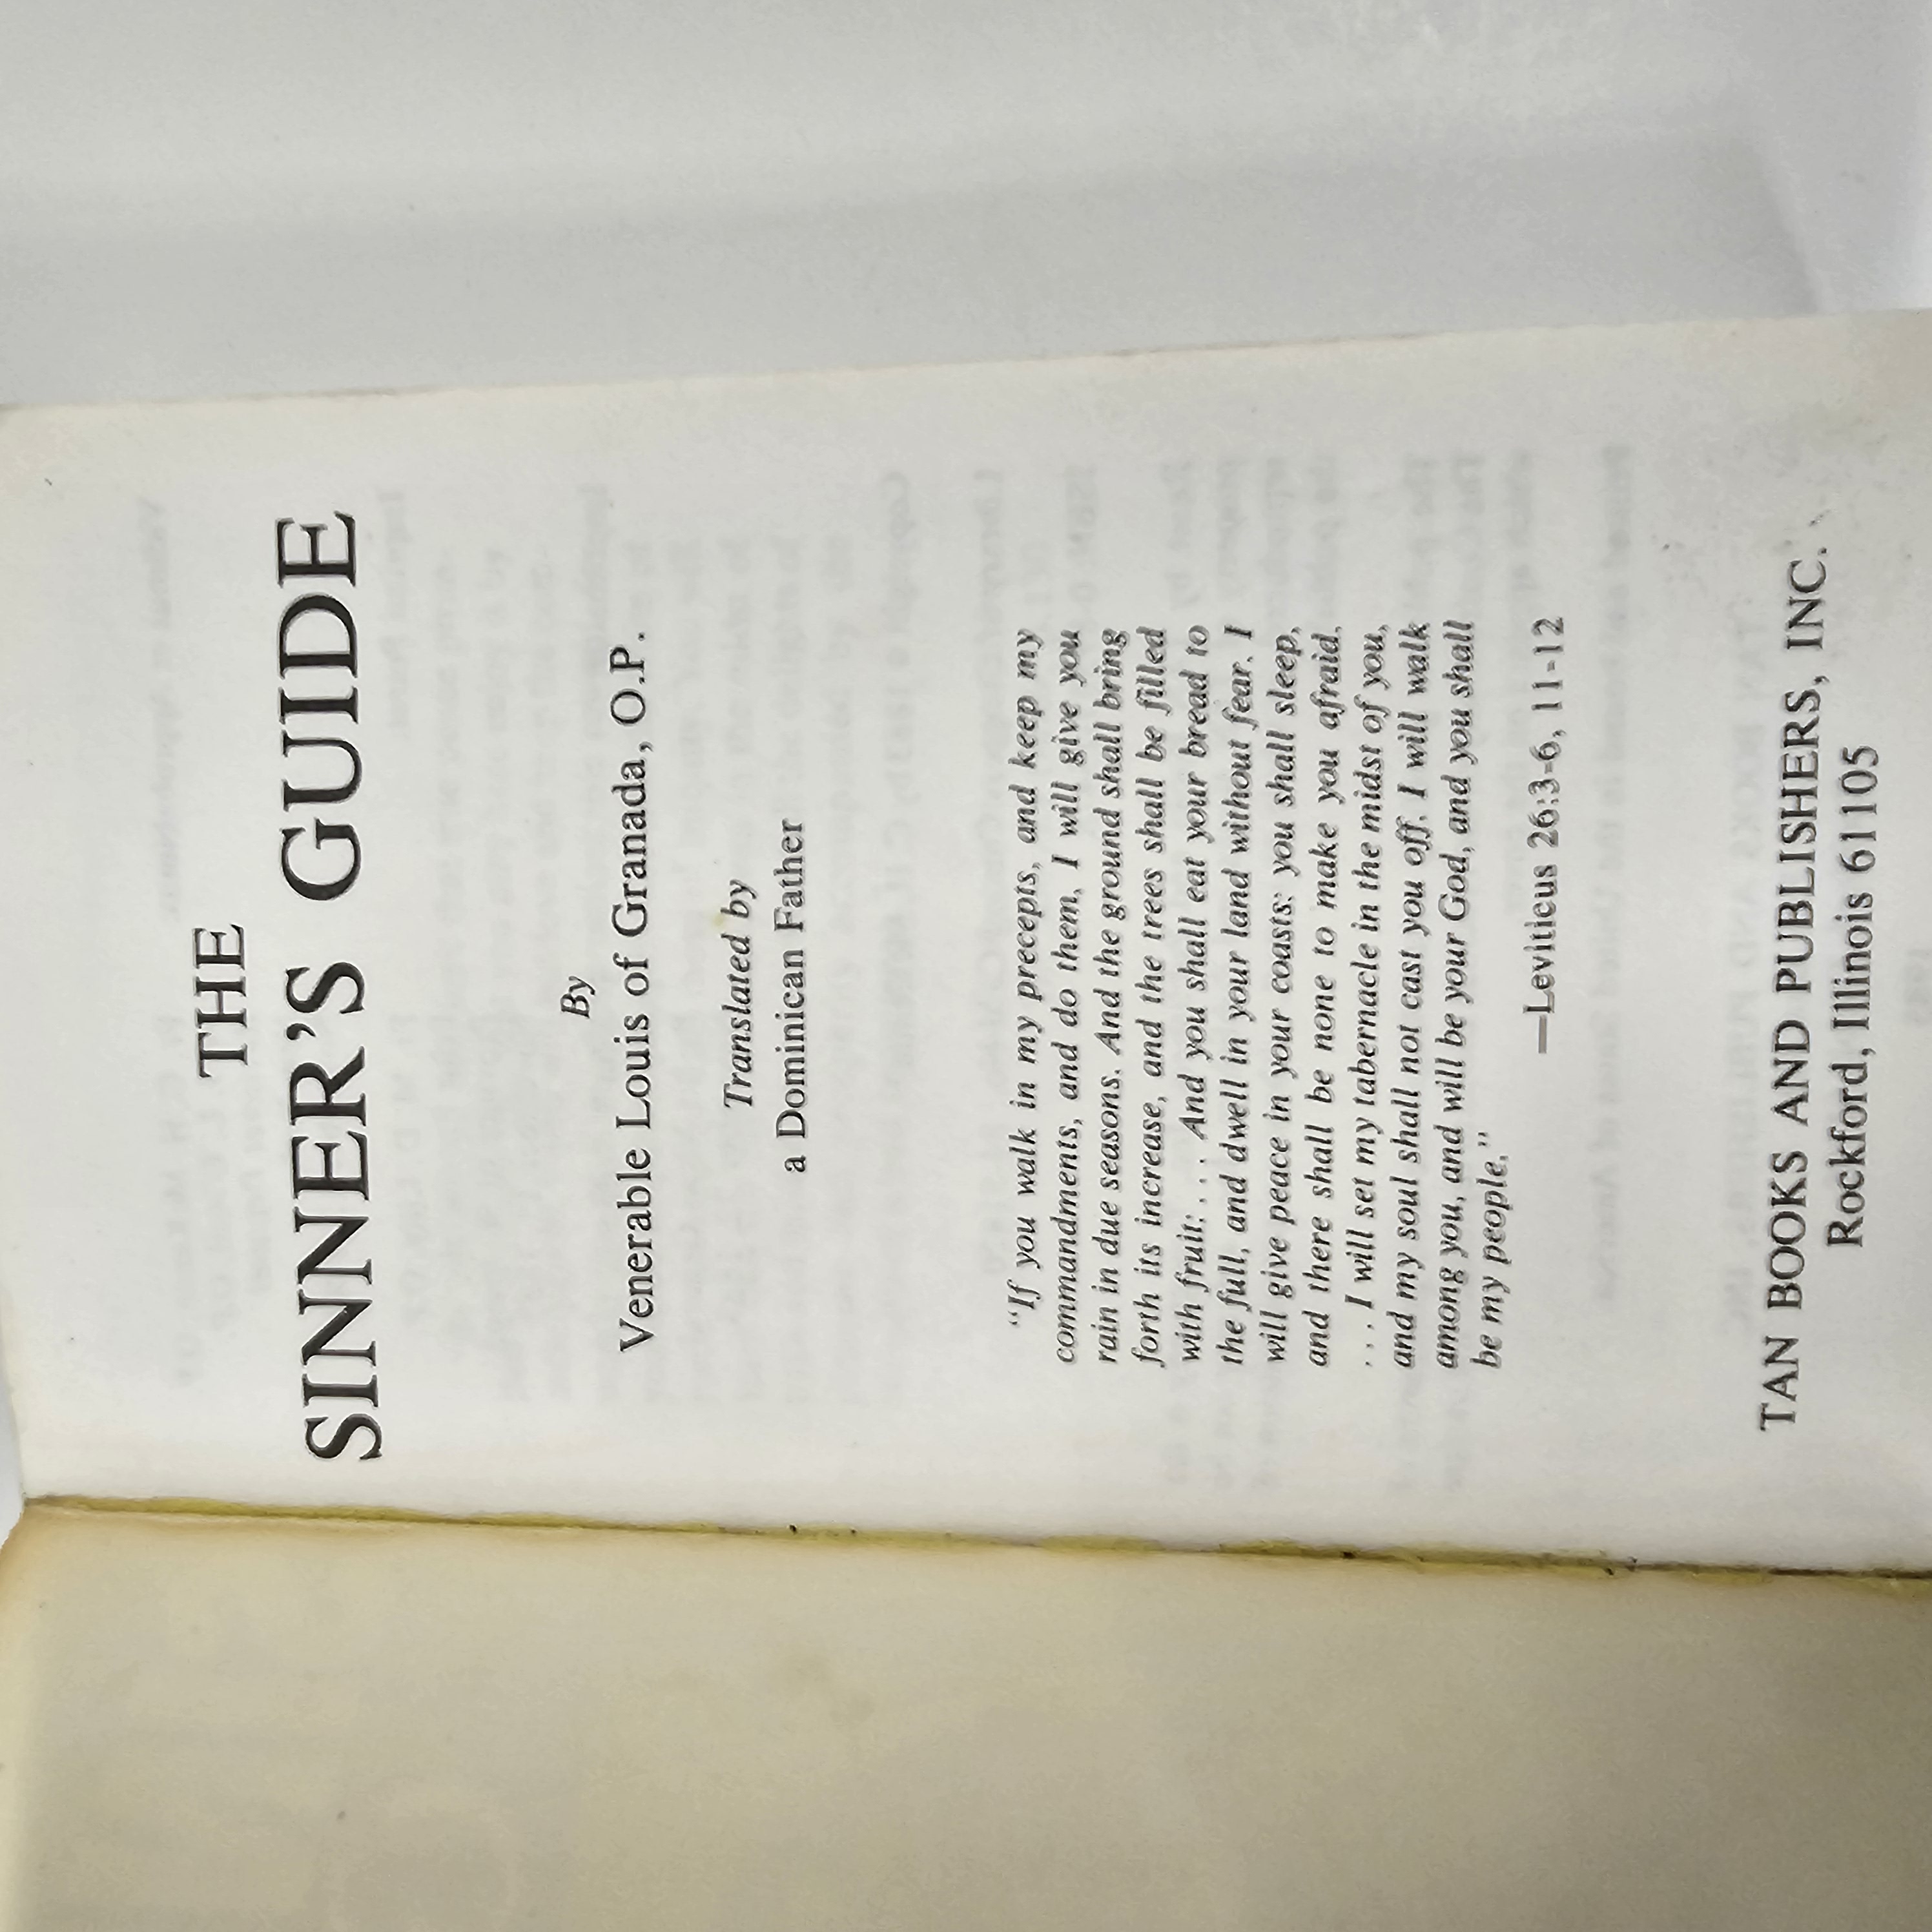 THE
SINNER'S GUIDE
By
Venerable Louis of Granada, O.P.
Translated by
a Dominican Father
"If you walk in my precepts, and keep my
commandments, and do them, I will give you
rain in due seasons. And the ground shall bring
forth its increase, and the trees shall be filled
with fruit: . . . And you shall eat your bread to
the full, and dwell in your land without fear. I
will give peace in your coasts: you shall sleep,
and there shall be none to make you afraid.
. . . I will set my tabernacle in the midst of you,
and my soul shall not cast you off. I will walk
among you, and will be your God, and you shall
be my people."
—Leviticus 26:3-6, 11-12
TAN BOOKS AND PUBLISHERS, INC.
Rockford, Illinois 61105